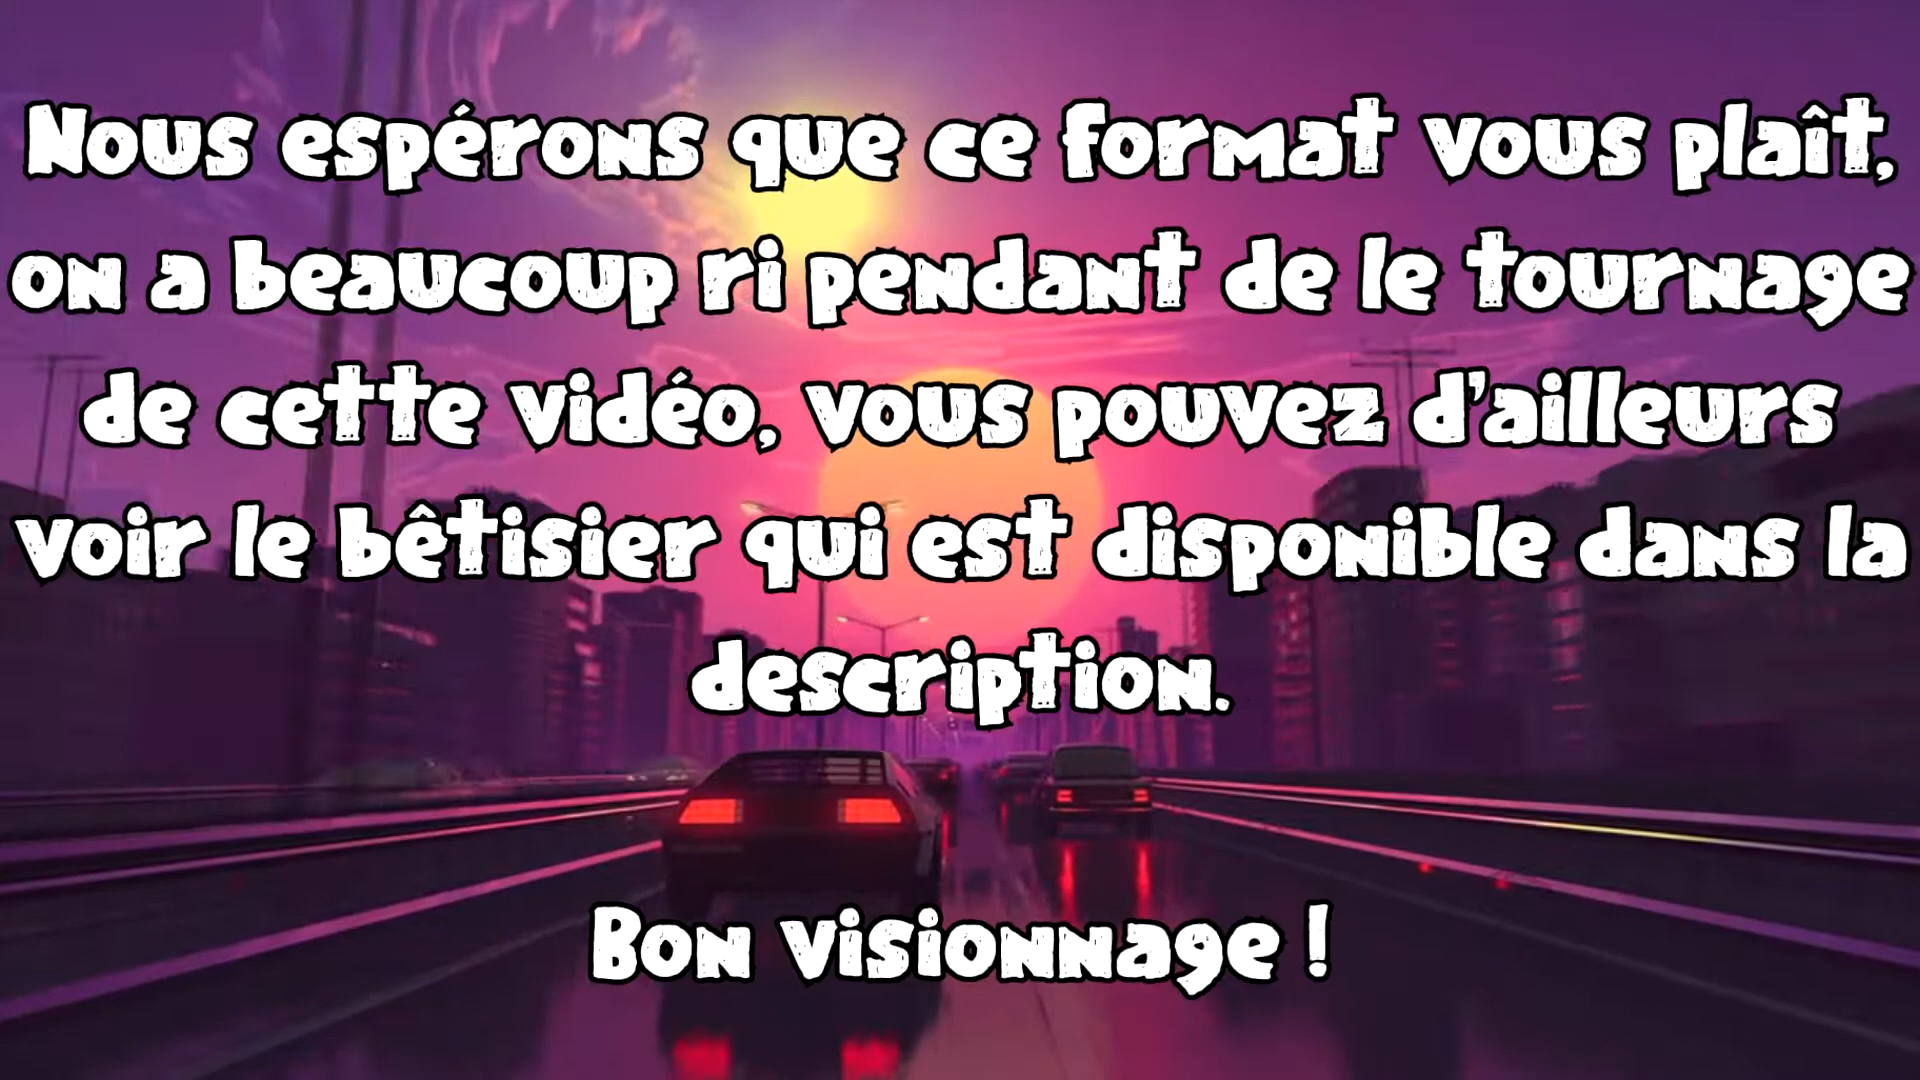 Nous espérons que ce format vous plaît,
on a beaucoup ri pendant de le tournage
de cette vidéo, vous pouvez d'ailleurs
voir le bêtisier qui est disponible dans la
description.
Bon visionnage !